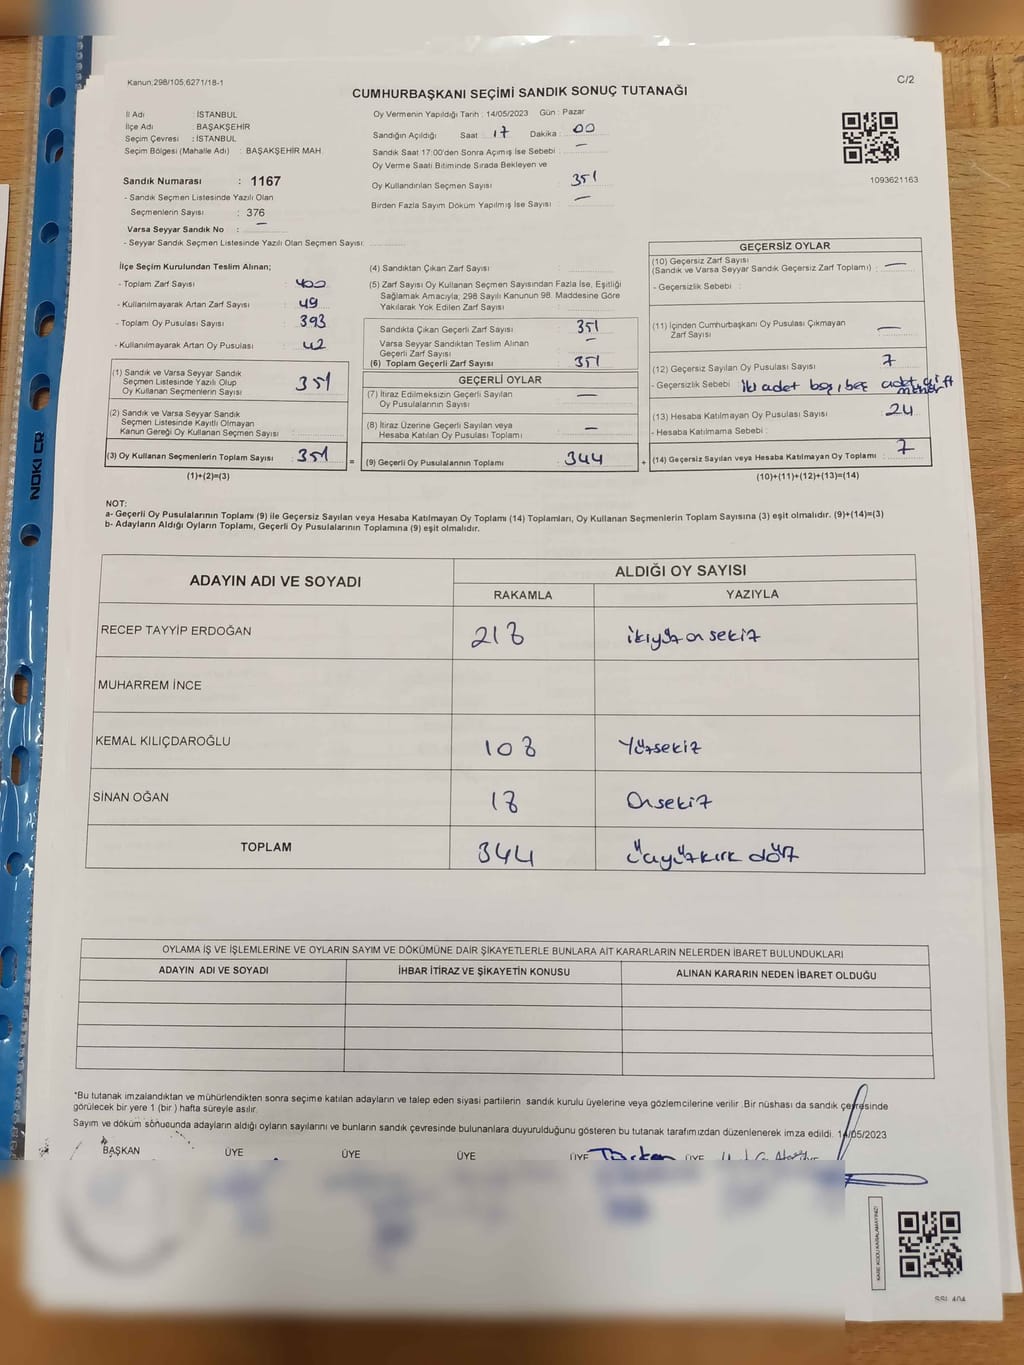 Kanun;298/105;6271/18-1
C/2
CUMHURBAŞKANI SEÇİMİ SANDIK SONUÇ TUTANAĞI
İl Adı İSTANBUL
İlçe Adı : BAŞAKŞEHİR
Seçim Çevresi : İSTANBUL
Seçim Bölgesi (Mahalle Adı) : BAŞAKŞEHİR MAH.
Sandık Numarası : 1167
- Sandık Seçmen Listesinde Yazılı Olan
Seçmenlerin Sayısı : 376
Varsa Seyyar Sandık No : —
- Seyyar Sandık Seçmen Listesinde Yazılı Olan Seçmen Sayısı:
Oy Vermenin Yapıldığı Tarih : 14/05/2023 Gün : Pazar
Sandığın Açıldığı Saat : 17 Dakika : 00
Sandık Saat 17:00'den Sonra Açımış İse Sebebi : —
Oy Verme Saati Bitiminde Sırada Bekleyen ve
Oy Kullandırılan Seçmen Sayısı 351
Birden Fazla Sayım Döküm Yapılmış İse Sayısı : —
1093621163
İlçe Seçim Kurulundan Teslim Alınan;
- Toplam Zarf Sayısı : 400
- Kullanılmayarak Artan Zarf Sayısı : 49
- Toplam Oy Pusulası Sayısı : 393
- Kullanılmayarak Artan Oy Pusulası : 42
(1) Sandık ve Varsa Seyyar Sandık
Seçmen Listesinde Yazılı Olup
Oy Kullanan Seçmenlerin Sayısı 351
(2) Sandık ve Varsa Seyyar Sandık
Seçmen Listesinde Kayıtlı Olmayan
Kanun Gereği Oy Kullanan Seçmen Sayısı :
(3) Oy Kullanan Seçmenlerin Toplam Sayısı : 351
(1)+(2)=(3)
(4) Sandıktan Çıkan Zarf Sayısı :
(5) Zarf Sayısı Oy Kullanan Seçmen Sayısından Fazla İse, Eşitliği
Sağlamak Amacıyla; 298 Sayılı Kanunun 98. Maddesine Göre
Yakılarak Yok Edilen Zarf Sayısı :
Sandıkta Çıkan Geçerli Zarf Sayısı : 351
Varsa Seyyar Sandıktan Teslim Alınan
Geçerli Zarf Sayısı : —
(6) Toplam Geçerli Zarf Sayısı : 351
GEÇERLİ OYLAR
(7) İtiraz Edilmeksizin Geçerli Sayılan
Oy Pusulasının Sayısı : —
(8) İtiraz Üzerine Geçerli Sayılan veya
Hesaba Katılan Oy Pusulası Toplamı : —
= (9) Geçerli Oy Pusulalarının Toplamı : 344 +
GEÇERSİZ OYLAR
(10) Geçersiz Zarf Sayısı
(Sandık ve Varsa Seyyar Sandık Geçersiz Zarf Toplamı) : —
- Geçersizlik Sebebi :
(11) İçinden Cumhurbaşkanı Oy Pusulası Çıkmayan
Zarf Sayısı : —
(12) Geçersiz Sayılan Oy Pusulası Sayısı : 7
- Geçersizlik Sebebi : iki adet boş, beş adet çift mühür
(13) Hesaba Katılmayan Oy Pusulası Sayısı : 24
- Hesaba Katılmama Sebebi :
(14) Geçersiz Sayılan veya Hesaba Katılmayan Oy Toplamı : 7
(10)+(11)+(12)+(13)=(14)
NOT:
a- Geçerli Oy Pusulalarının Toplamı (9) ile Geçersiz Sayılan veya Hesaba Katılmayan Oy Toplamı (14) Toplamları, Oy Kullanan Seçmenlerin Toplam Sayısına (3) eşit olmalıdır. (9)+(14)=(3)
b- Adayların Aldığı Oyların Toplamı, Geçerli Oy Pusulalarının Toplamına (9) eşit olmalıdır.
ADAYIN ADI VE SOYADI ALDIĞI OY SAYISI
RAKAMLA YAZIYLA
RECEP TAYYİP ERDOĞAN 218 ikiyüz on sekiz
MUHARREM İNCE
KEMAL KILIÇDAROĞLU 108 Yüzsekiz
SİNAN OĞAN 18 Onsekiz
TOPLAM 344 üçyüzkırk dört
OYLAMA İŞ VE İŞLEMLERİNE VE OYLARIN SAYIM VE DÖKÜMÜNE DAİR ŞİKAYETLERLE BUNLARA AİT KARARLARIN NELERDEN İBARET BULUNDUKLARI
ADAYIN ADI VE SOYADI İHBAR İTİRAZ VE ŞİKAYETİN KONUSU ALINAN KARARIN NEDEN İBARET OLDUĞU
*Bu tutanak imzalandıktan ve mühürlendikten sonra seçime katılan adayların ve talep eden siyasi partilerin sandık kurulu üyelerine veya gözlemcilerine verilir .Bir nüshası da sandık çevresinde
görülecek bir yere 1 (bir ) hafta süreyle asılır.
Sayım ve döküm sonucunda adayların aldığı oyların sayılarını ve bunların sandık çevresinde bulunanlara duyurulduğunu gösteren bu tutanak tarafımızdan düzenlenerek imza edildi. 14/05/2023
BAŞKAN ÜYE ÜYE ÜYE ÜYE ÜYE
KARE KODU KARALAMAYINIZ!
NOKI CR